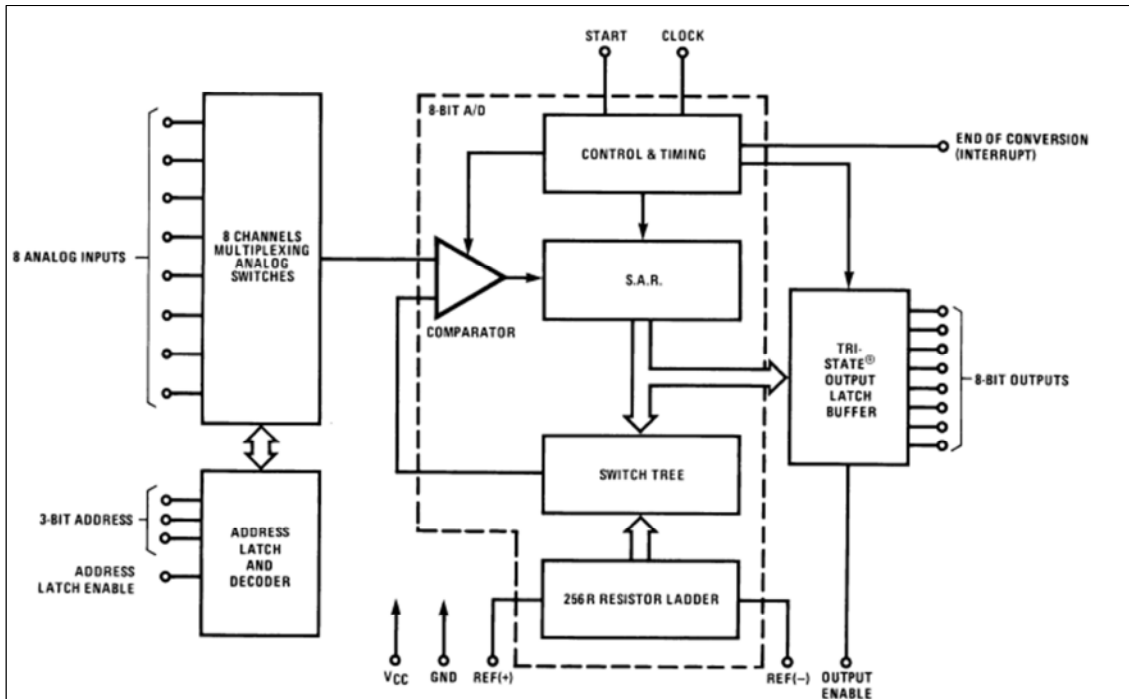 START
CLOCK
8-BIT A/D
CONTROL & TIMING
END OF CONVERSION
(INTERRUPT)
8 ANALOG INPUTS
8 CHANNELS
MULTIPLEXING
ANALOG
SWITCHES
COMPARATOR
S.A.R.
TRI-
STATE®
OUTPUT
LATCH
BUFFER
8-BIT OUTPUTS
SWITCH TREE
3-BIT ADDRESS
ADDRESS
LATCH ENABLE
ADDRESS
LATCH
AND
DECODER
256R RESISTOR LADDER
VCC
GND
REF(+)
REF(−)
OUTPUT
ENABLE